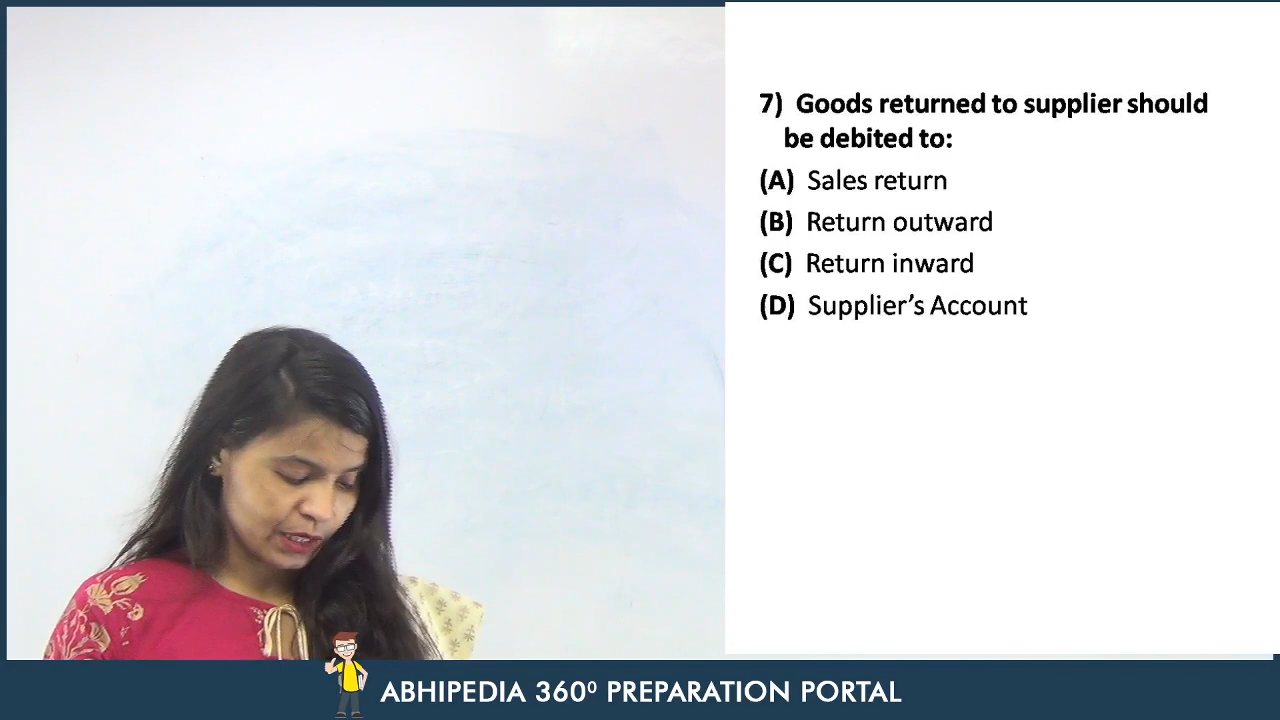 7) Goods returned to supplier should
be debited to:
(A) Sales return
(B) Return outward
(C) Return inward
(D) Supplier’s Account
ABHIPEDIA 360⁰ PREPARATION PORTAL